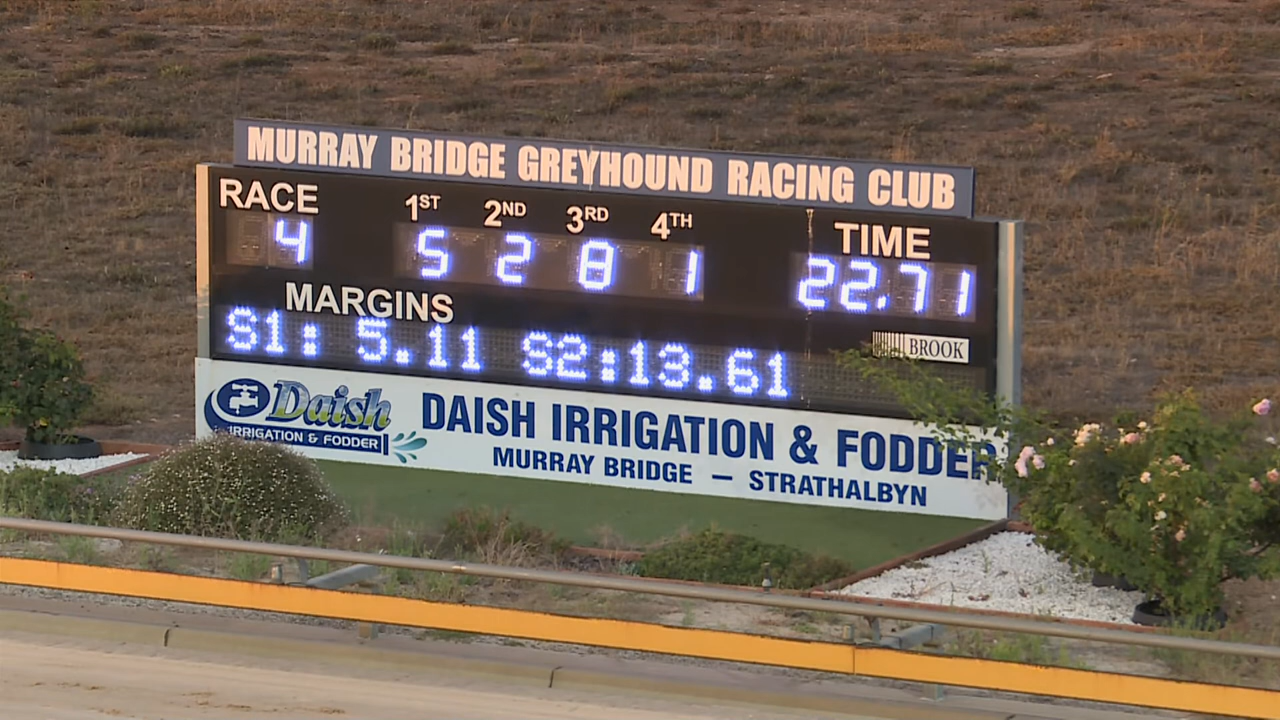 MURRAY BRIDGE GREYHOUND RACING CLUB
RACE 1ST 2ND 3RD 4TH TIME
4 5 2 8 1 22.71
MARGINS
S1: 5.11 S2:13.61
BROOK
Daish
IRRIGATION & FODDER
DAISH IRRIGATION & FODDER
MURRAY BRIDGE – STRATHALBYN